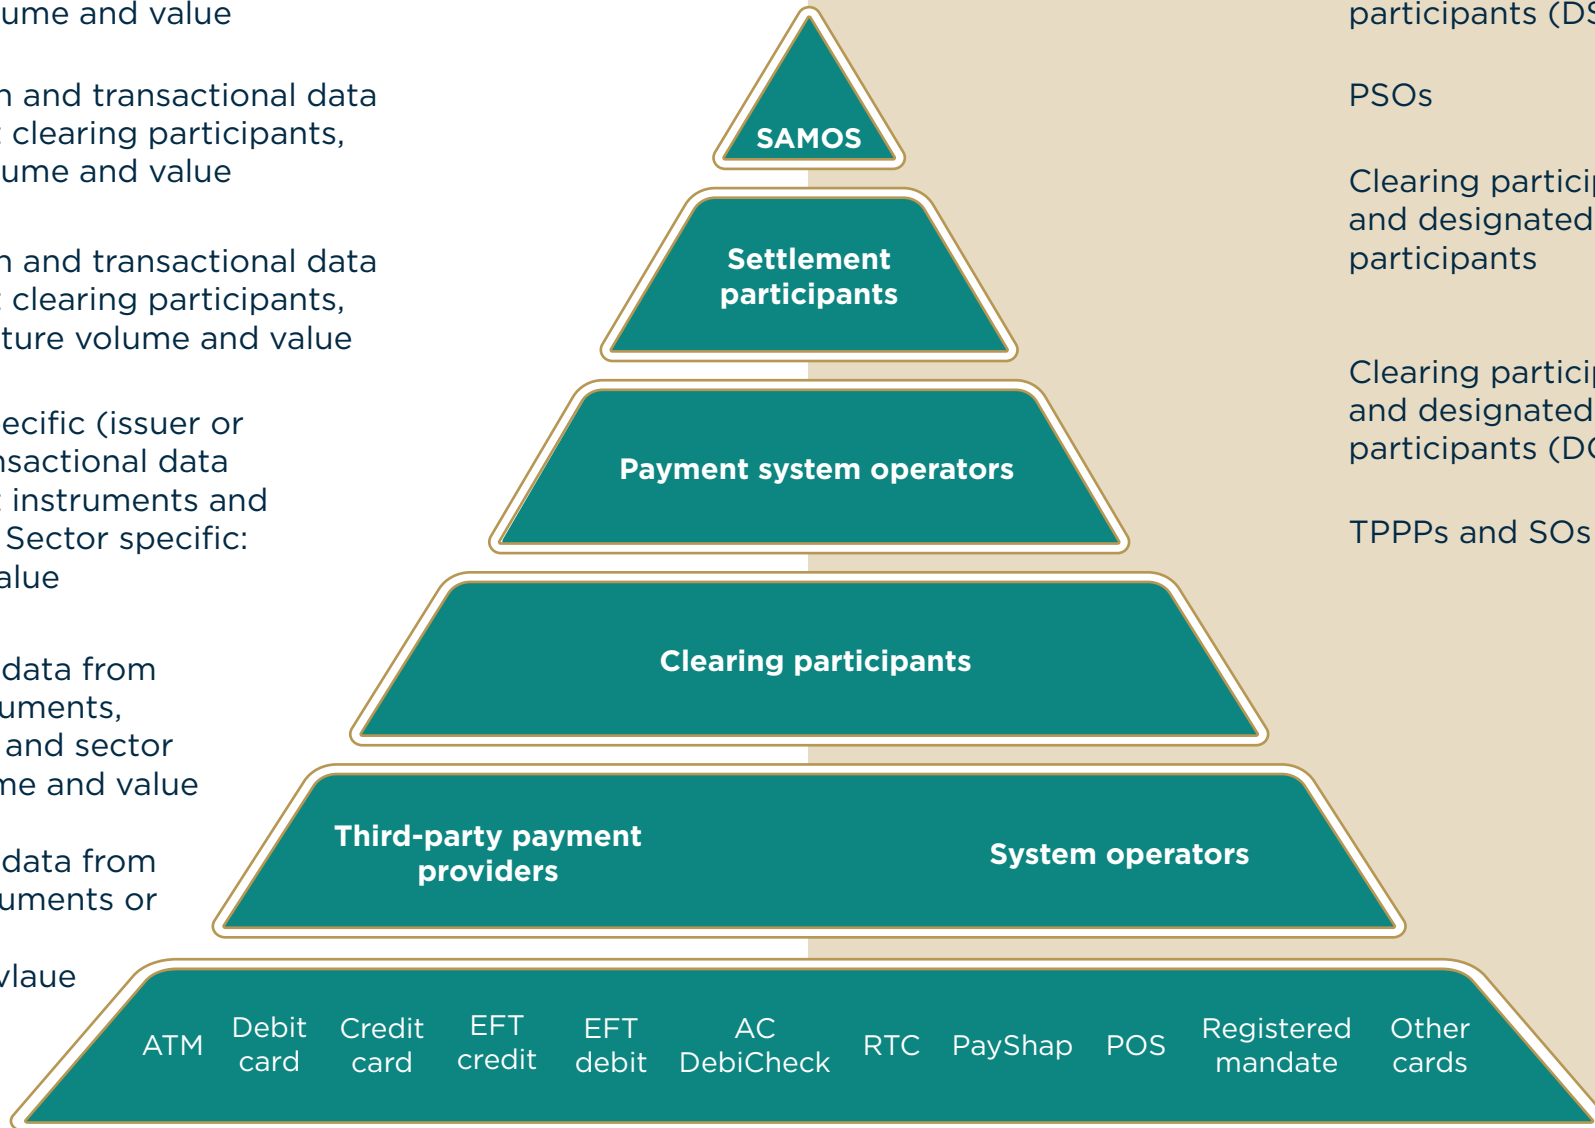 ume and value
and transactional data
clearing participants,
ume and value
and transactional data
clearing participants,
ture volume and value
ecific (issuer or
nsactional data
instruments and
Sector specific:
alue
data from
uments,
and sector
me and value
data from
uments or
vlaue
SAMOS
Settlement
participants
Payment system operators
Clearing participants
Third-party payment
providers
System operators
ATM
Debit
card
Credit
card
EFT
credit
EFT
debit
AC
DebiCheck
RTC
PayShap
POS
Registered
mandate
Other
cards
participants (DS
PSOs
Clearing particip
and designated
participants
Clearing particip
and designated
participants (DC
TPPPs and SOs